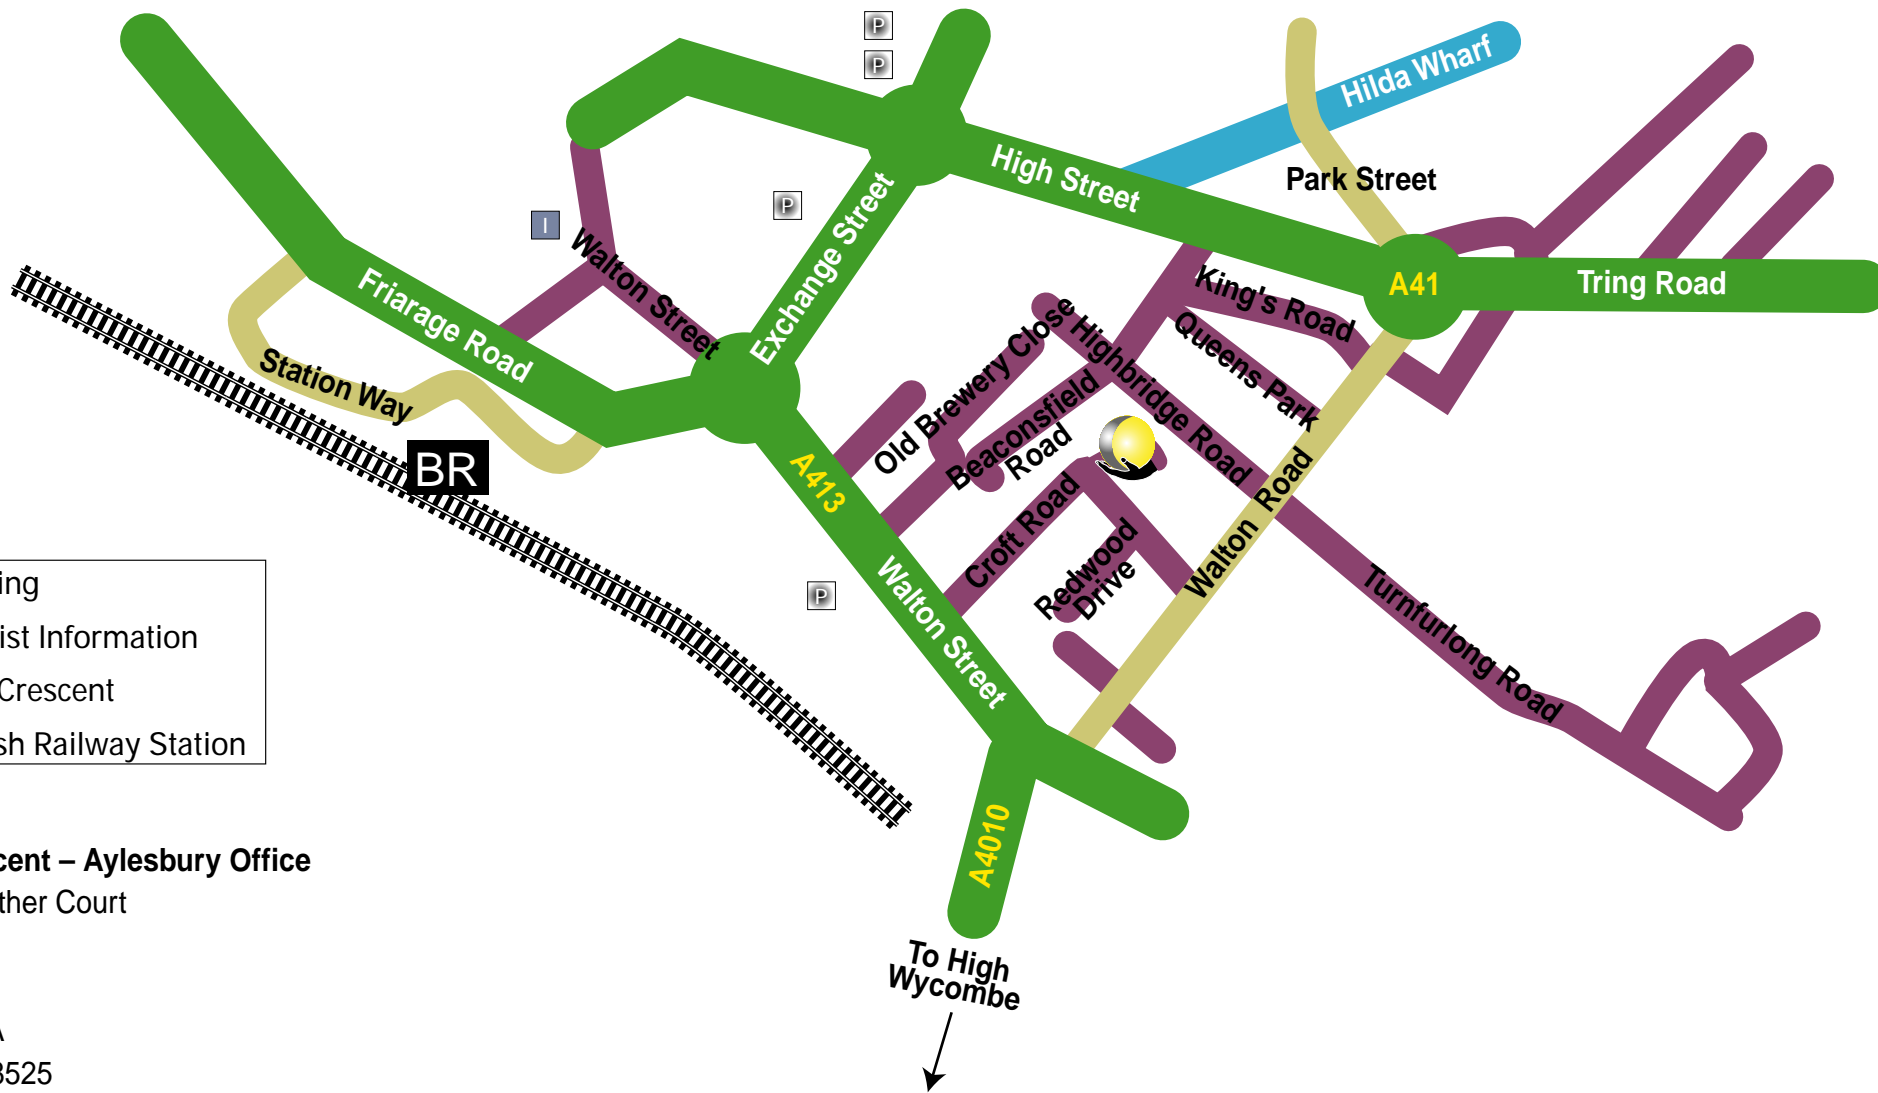 P
P
Hilda Wharf
High Street
Park Street
P
I
Walton Street
Exchange Street
A41
Tring Road
King's Road
Friarage Road
Queens Park
Station Way
Old Brewery Close
Highbridge Road
Beaconsfield
Road
BR
A413
Croft Road
Walton Road
Redwood
Drive
P
Walton Street
Turnfurlong Road
ing
ist Information
Crescent
sh Railway Station
A4010
cent – Aylesbury Office
ther Court
To High
Wycombe
A
3525